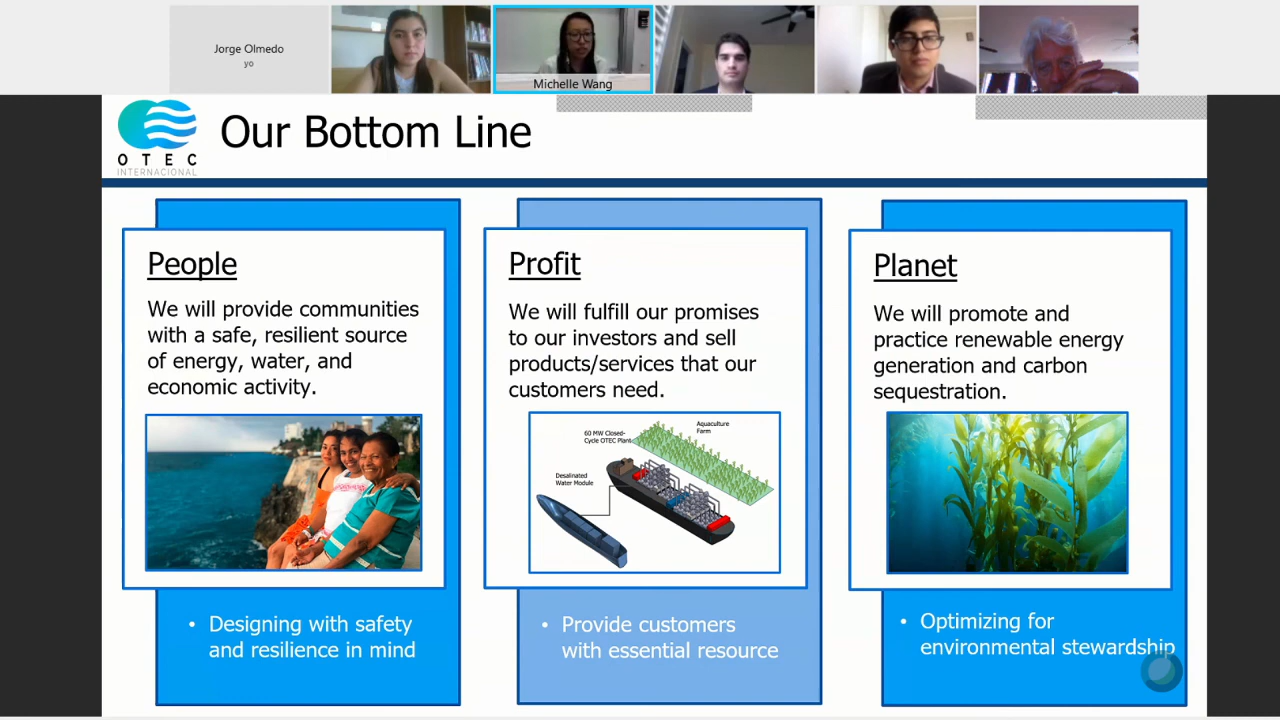 Jorge Olmedo
yo
Michelle Wang
OTEC
INTERNACIONAL
Our Bottom Line
People
We will provide communities
with a safe, resilient source
of energy, water, and
economic activity.
Designing with safety
and resilience in mind
Profit
We will fulfill our promises
to our investors and sell
products/services that our
customers need.
60 MW Closed-
Cycle OTEC Plant
Aquaculture
Farm
Desalinated
Water Module
Provide customers
with essential resource
Planet
We will promote and
practice renewable energy
generation and carbon
sequestration.
Optimizing for
environmental stewardship